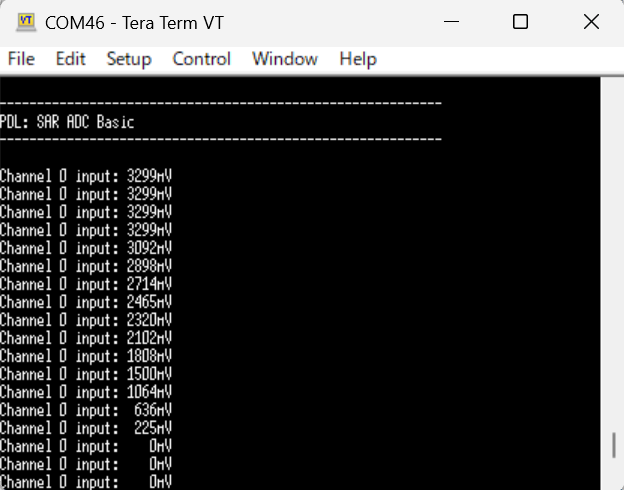 COM46 - Tera Term VT
File Edit Setup Control Window Help
------------------------------------------------------------
PDL: SAR ADC Basic
------------------------------------------------------------
Channel 0 input: 3299mV
Channel 0 input: 3299mV
Channel 0 input: 3299mV
Channel 0 input: 3299mV
Channel 0 input: 3092mV
Channel 0 input: 2898mV
Channel 0 input: 2714mV
Channel 0 input: 2465mV
Channel 0 input: 2320mV
Channel 0 input: 2102mV
Channel 0 input: 1808mV
Channel 0 input: 1500mV
Channel 0 input: 1064mV
Channel 0 input:  636mV
Channel 0 input:  225mV
Channel 0 input:    0mV
Channel 0 input:    0mV
Channel 0 input:    0mV